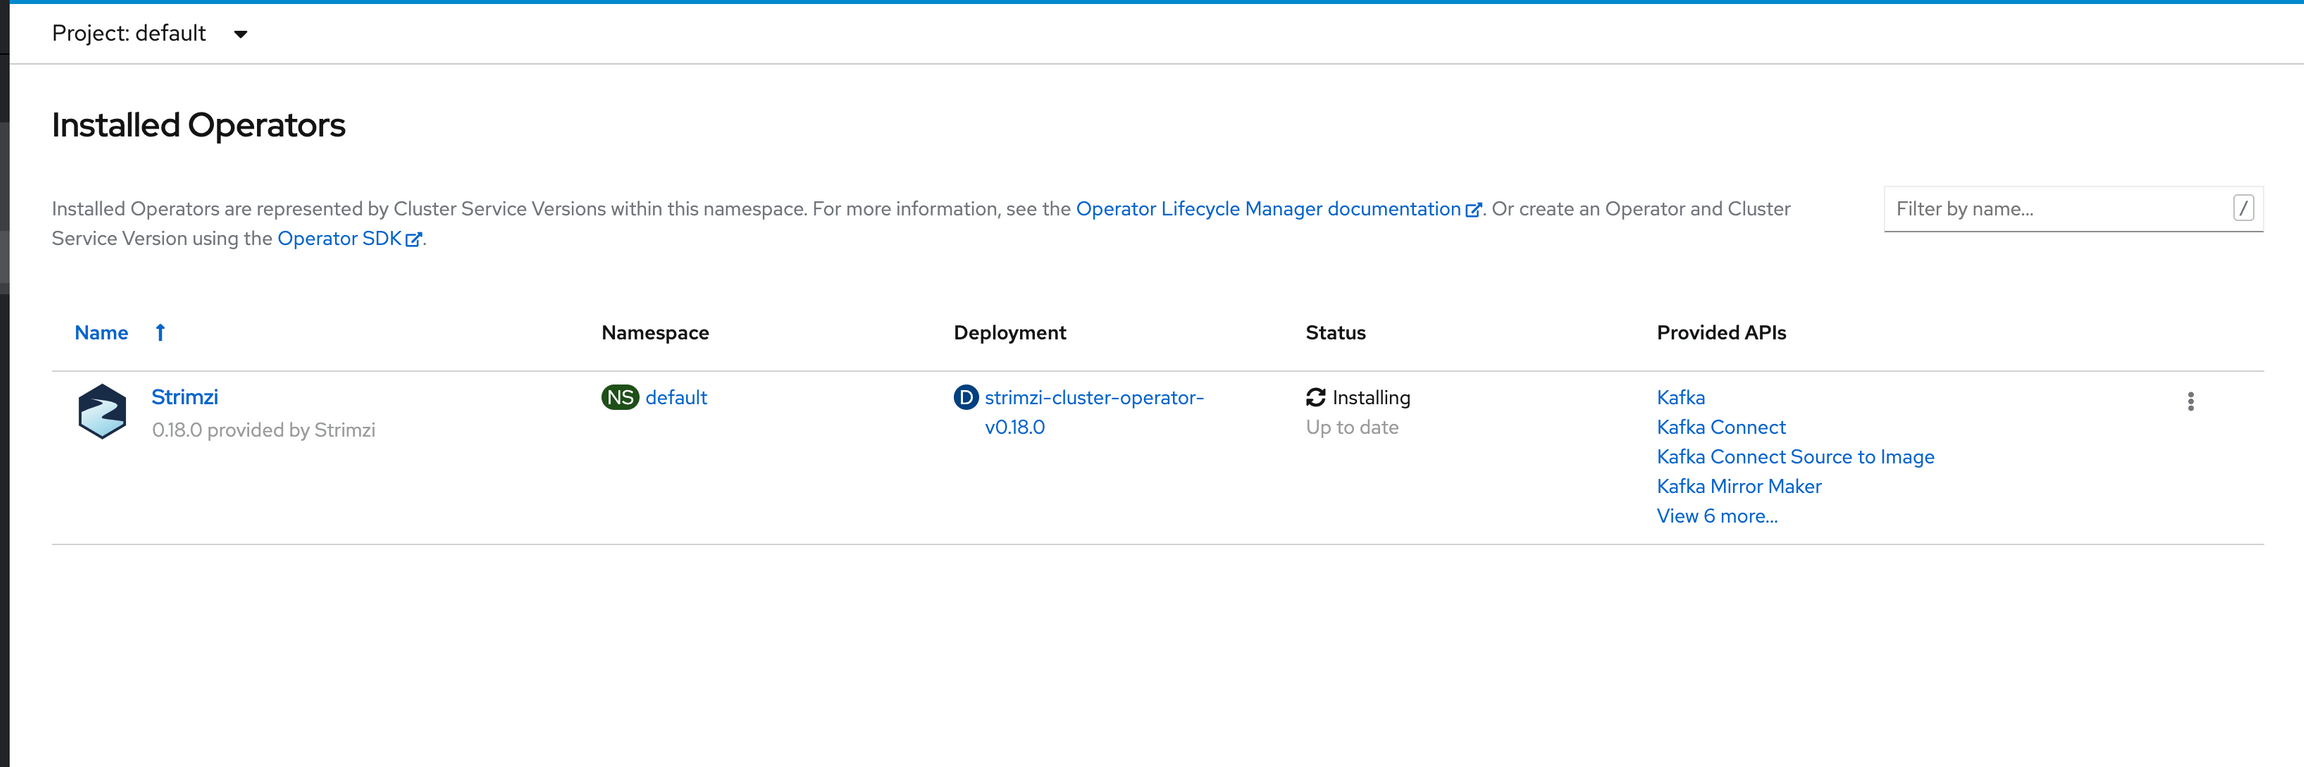 Project: default
Installed Operators
Installed Operators are represented by Cluster Service Versions within this namespace. For more information, see the Operator Lifecycle Manager documentation. Or create an Operator and Cluster
Service Version using the Operator SDK.
Filter by name...
/
Name
Namespace
Deployment
Status
Provided APIs
Strimzi
0.18.0 provided by Strimzi
NS default
D strimzi-cluster-operator-
v0.18.0
Installing
Up to date
Kafka
Kafka Connect
Kafka Connect Source to Image
Kafka Mirror Maker
View 6 more...